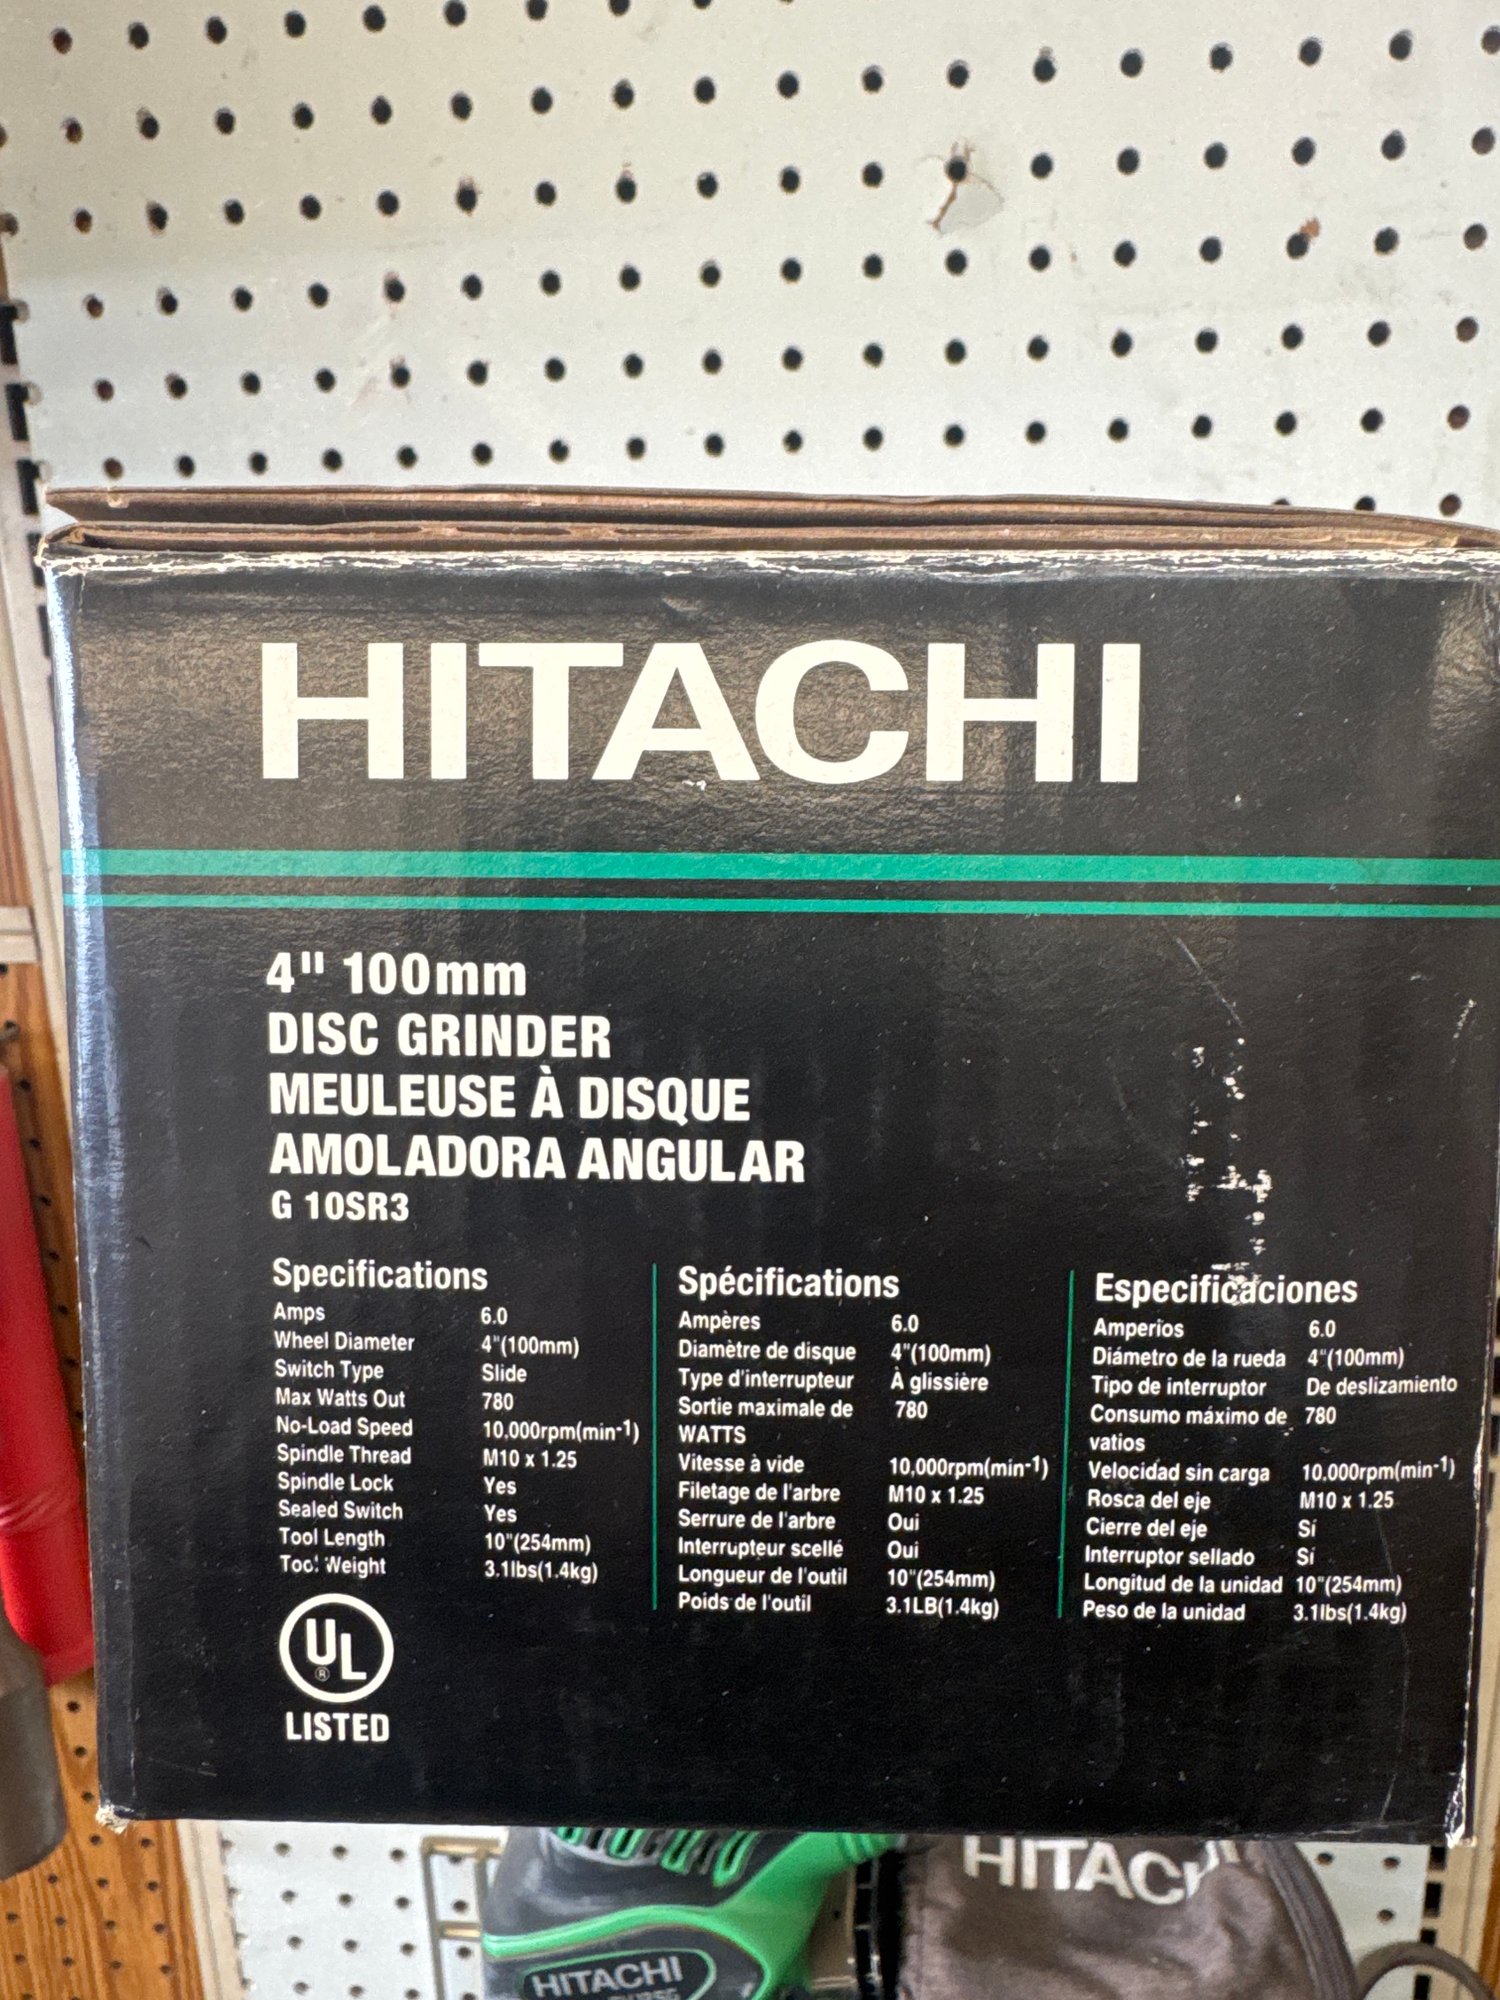 HITACHI
4" 100mm
DISC GRINDER
MEULEUSE À DISQUE
AMOLADORA ANGULAR
G 10SR3
Specifications
Amps 6.0
Wheel Diameter 4"(100mm)
Switch Type Slide
Max Watts Out 780
No-Load Speed 10,000rpm(min-1)
Spindle Thread M10 x 1.25
Spindle Lock Yes
Sealed Switch Yes
Tool Length 10"(254mm)
Tool Weight 3.1lbs(1.4kg)
Spécifications
Ampères 6.0
Diamètre de disque 4"(100mm)
Type d'interrupteur À glissière
Sortie maximale de 780
WATTS
Vitesse à vide 10,000rpm(min-1)
Filetage de l'arbre M10 x 1.25
Serrure de l'arbre Oui
Interrupteur scellé Oui
Longueur de l'outil 10"(254mm)
Poids de l'outil 3.1LB(1.4kg)
Especificaciones
Amperios 6.0
Diámetro de la rueda 4"(100mm)
Tipo de interruptor De deslizamiento
Consumo máximo de 780
vatios
Velocidad sin carga 10,000rpm(min-1)
Rosca del eje M10 x 1.25
Cierre del eje Sí
Interruptor sellado Sí
Longitud de la unidad 10"(254mm)
Peso de la unidad 3.1lbs(1.4kg)
UL
®
LISTED
HITACHI
HITACHI